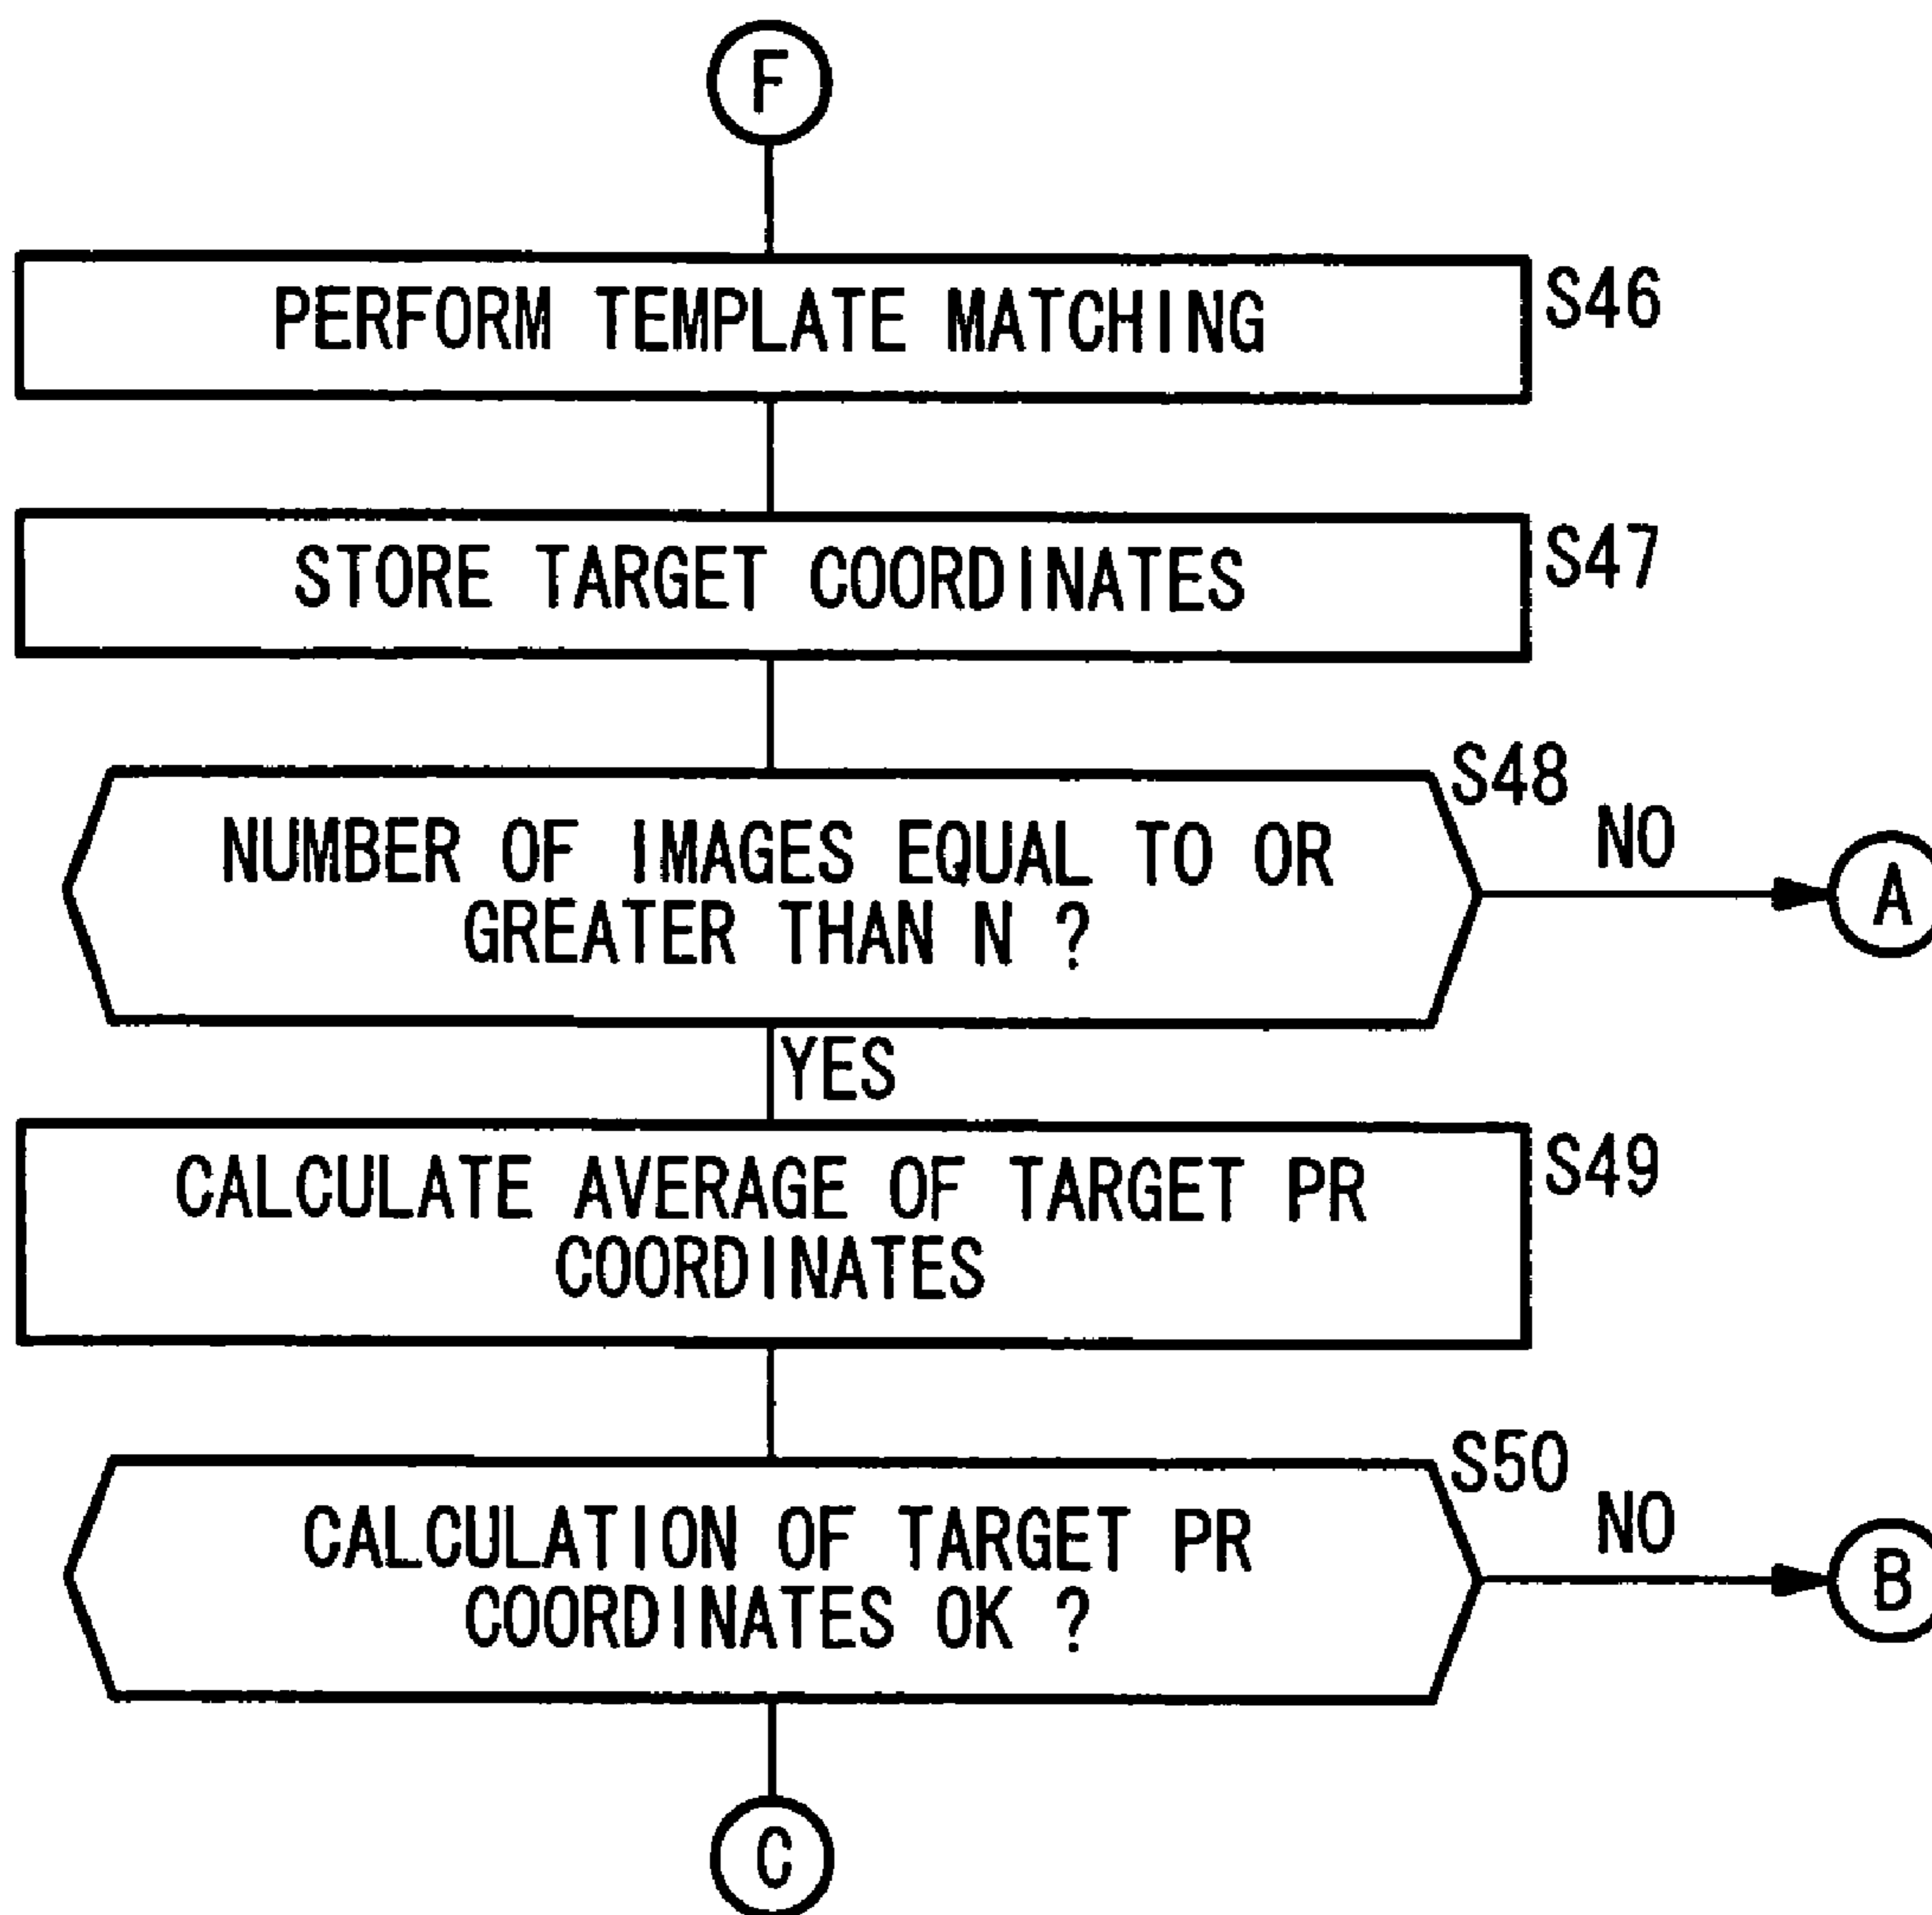 F
PERFORM TEMPLATE MATCHING
S46
STORE TARGET COORDINATES
S47
S48
NUMBER OF IMAGES EQUAL TO OR
GREATER THAN N ?
NO
A
YES
CALCULATE AVERAGE OF TARGET PR
COORDINATES
S49
S50
CALCULATION OF TARGET PR
COORDINATES OK ?
NO
B
C